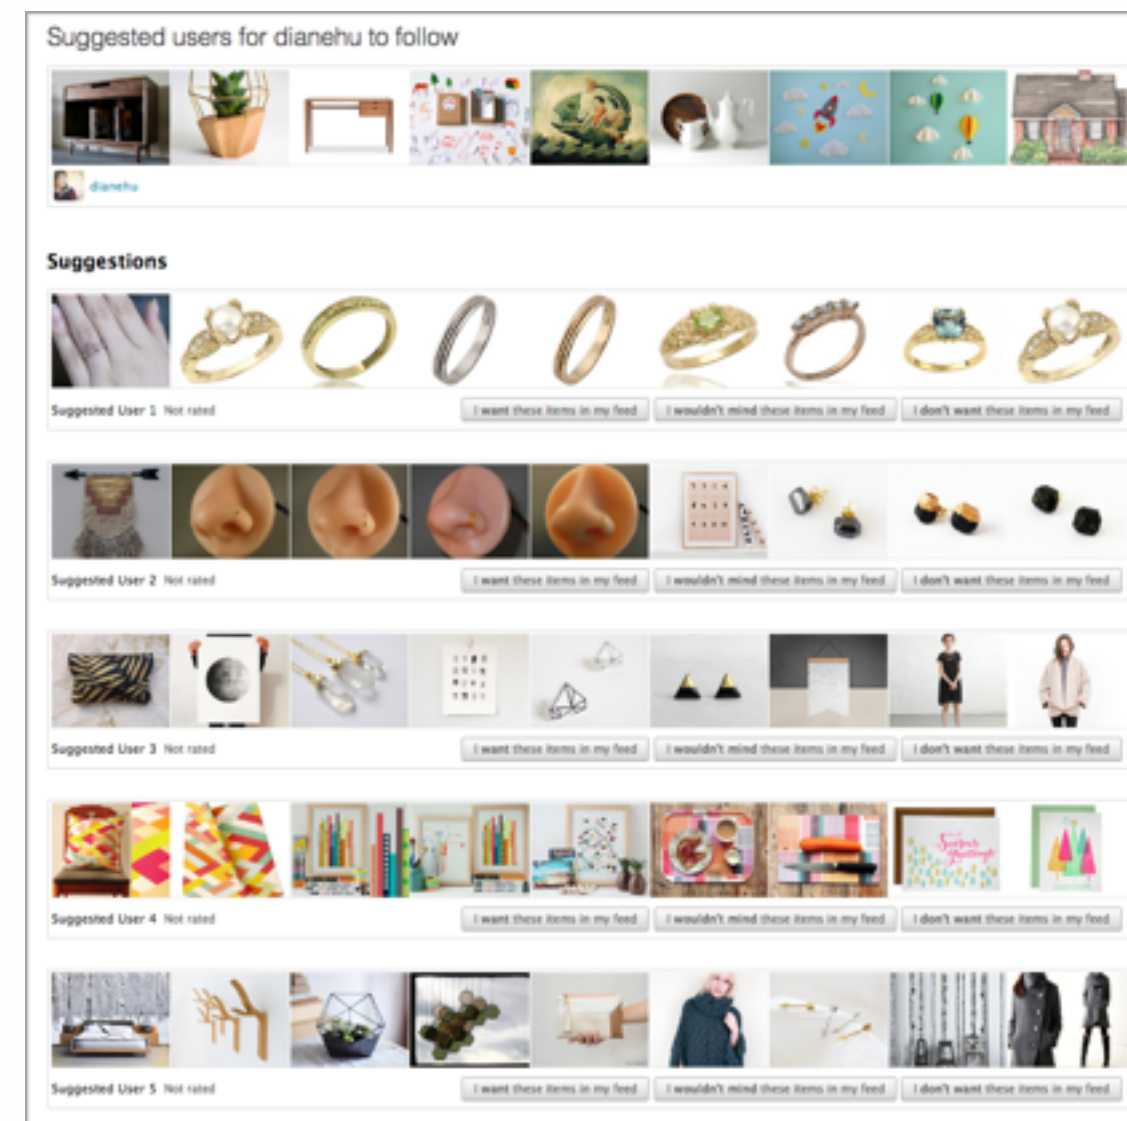 Suggested users for dianehu to follow
dianehu
Suggestions
Suggested User 1 Not rated I want these items in my feed I wouldn't mind these items in my feed I don't want these items in my feed
Suggested User 2 Not rated I want these items in my feed I wouldn't mind these items in my feed I don't want these items in my feed
Suggested User 3 Not rated I want these items in my feed I wouldn't mind these items in my feed I don't want these items in my feed
Season's
Greetings
Suggested User 4 Not rated I want these items in my feed I wouldn't mind these items in my feed I don't want these items in my feed
Suggested User 5 Not rated I want these items in my feed I wouldn't mind these items in my feed I don't want these items in my feed